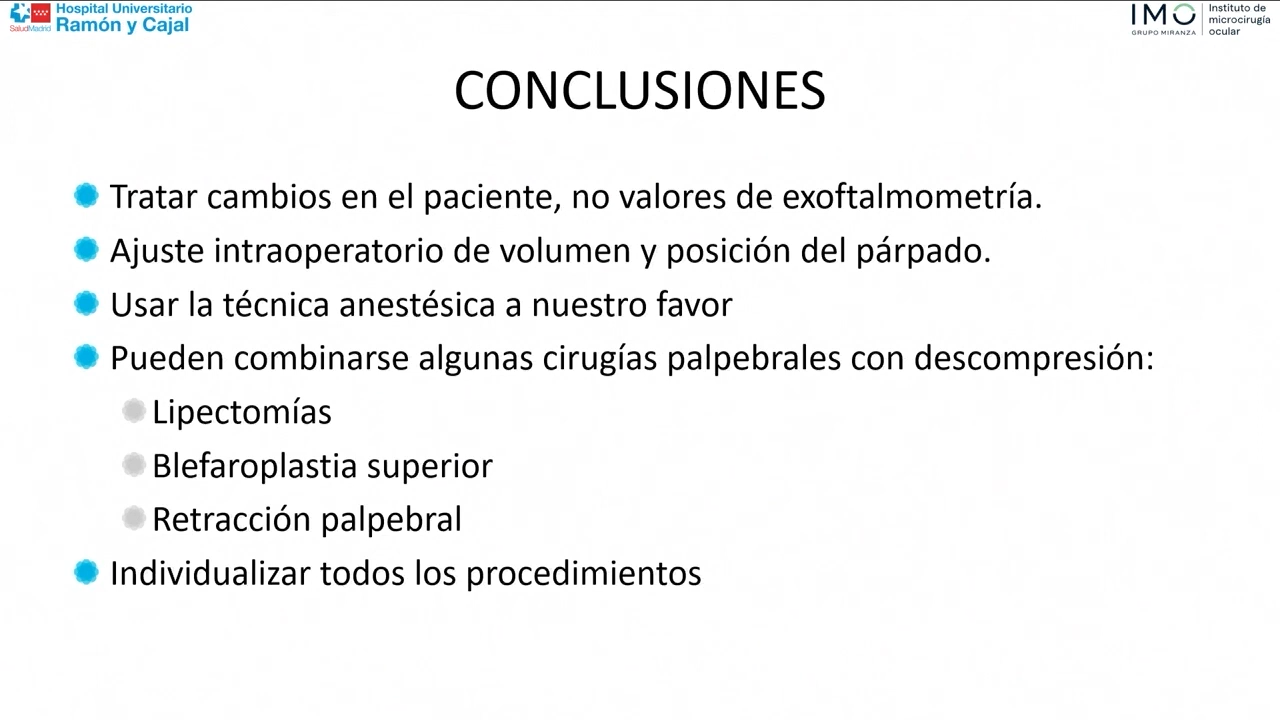 Hospital Universitario
Ramón y Cajal
SaludMadrid
IMO
GRUPO MIRANZA
Instituto de
microcirugía
ocular
CONCLUSIONES
Tratar cambios en el paciente, no valores de exoftalmometría.
Ajuste intraoperatorio de volumen y posición del párpado.
Usar la técnica anestésica a nuestro favor
Pueden combinarse algunas cirugías palpebrales con descompresión:
Lipectomías
Blefaroplastia superior
Retracción palpebral
Individualizar todos los procedimientos